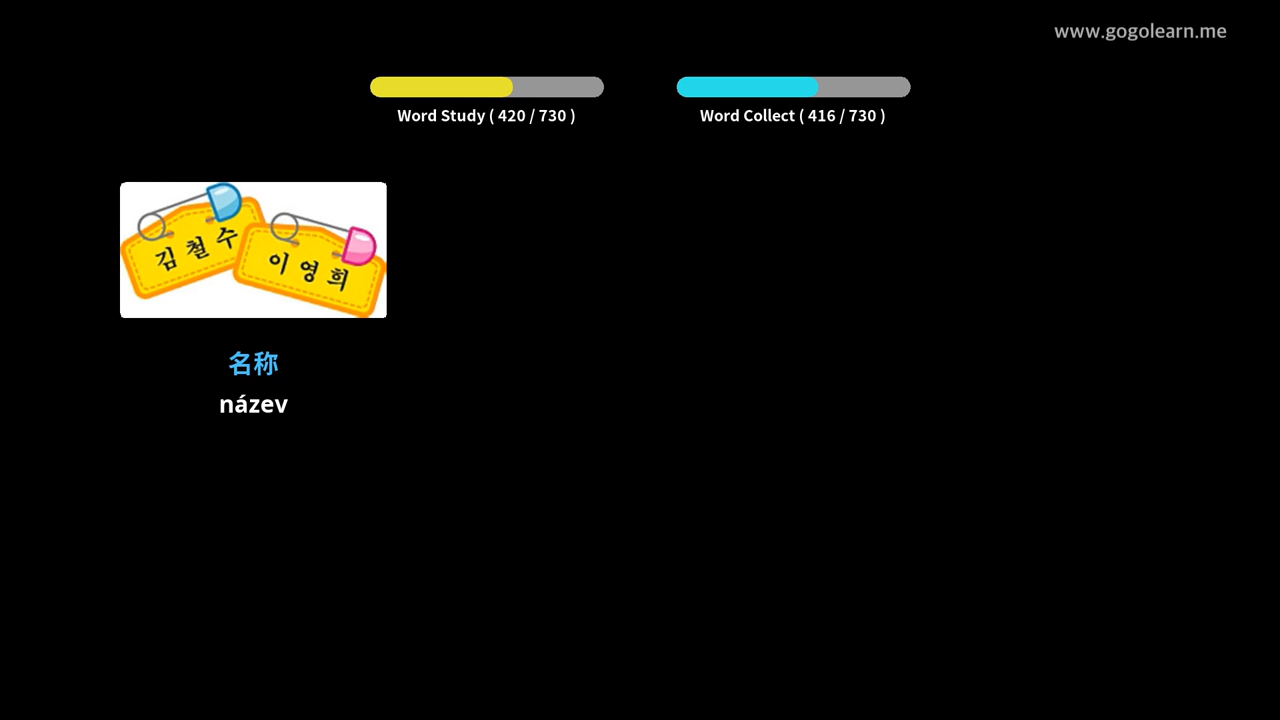 www.gogolearn.me
Word Study ( 420 / 730 )
Word Collect ( 416 / 730 )
김철수
이영희
名称
název